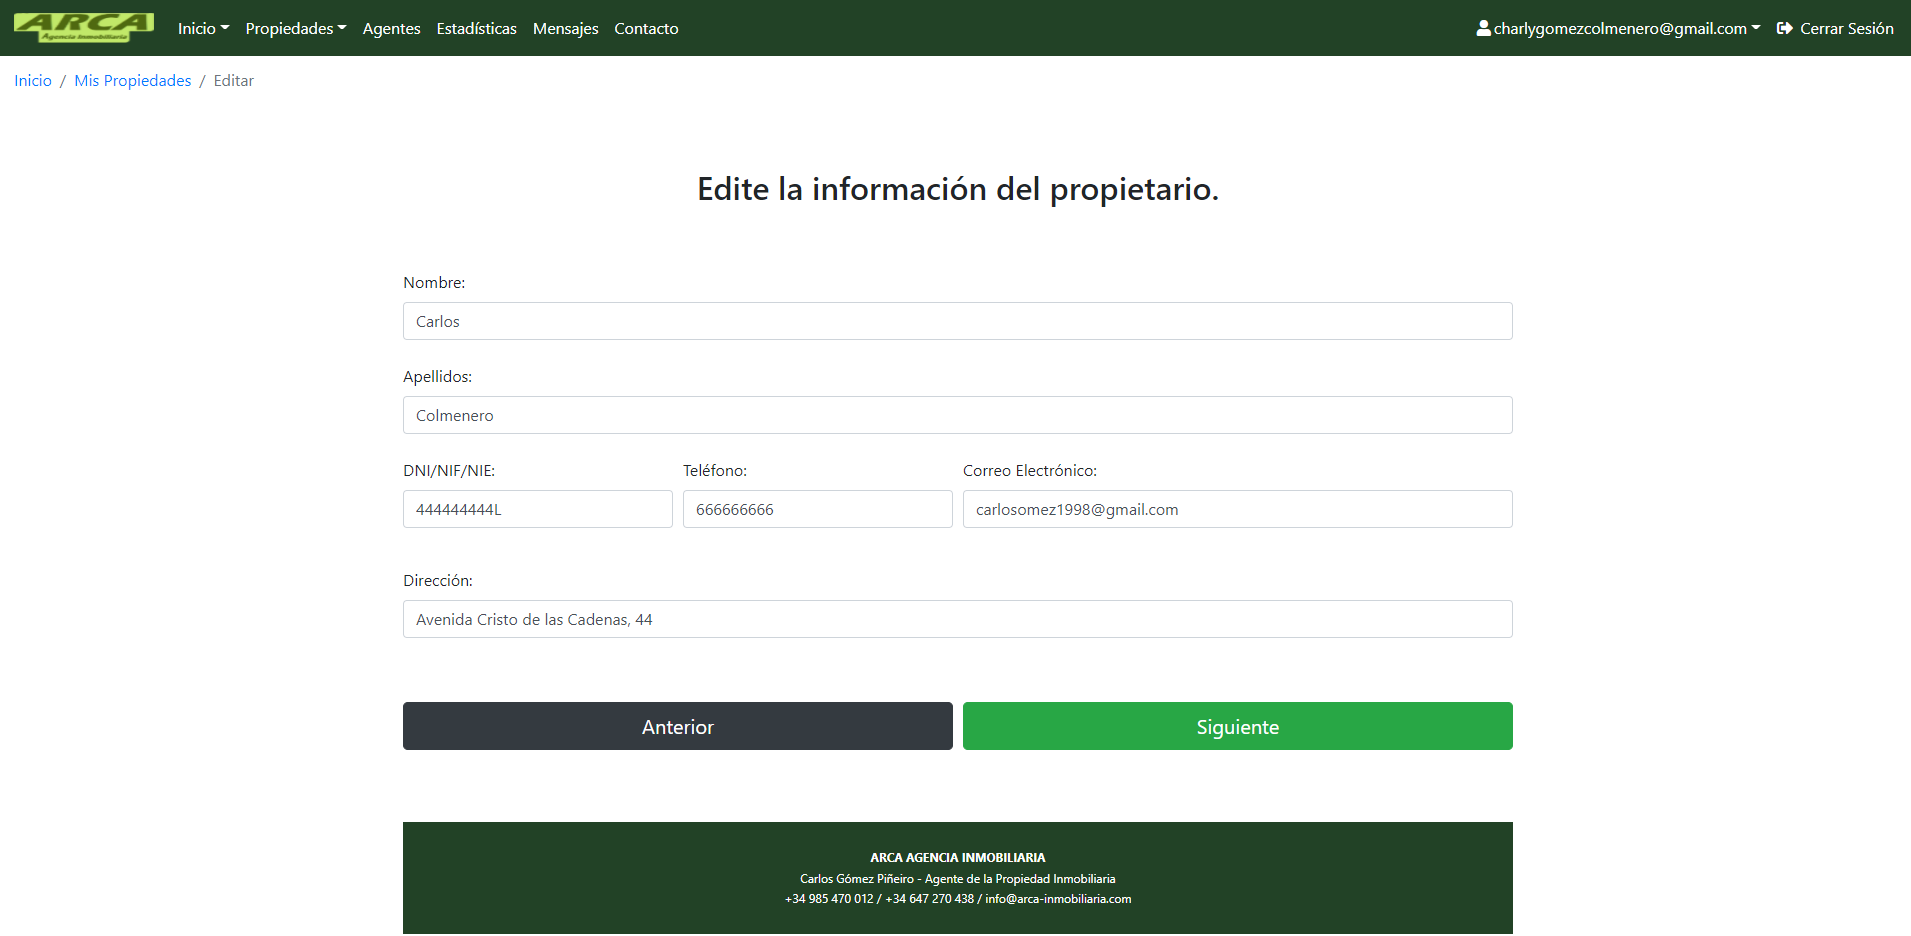 ARCA
Agencia Inmobiliaria
Inicio Propiedades Agentes Estadísticas Mensajes Contacto charlygomezcolmenero@gmail.com Cerrar Sesión
Inicio / Mis Propiedades / Editar
Edite la información del propietario.
Nombre:
Carlos
Apellidos:
Colmenero
DNI/NIF/NIE: Teléfono: Correo Electrónico:
444444444L 666666666 carlosomez1998@gmail.com
Dirección:
Avenida Cristo de las Cadenas, 44
Anterior Siguiente
ARCA AGENCIA INMOBILIARIA
Carlos Gómez Piñeiro - Agente de la Propiedad Inmobiliaria
+34 985 470 012 / +34 647 270 438 / info@arca-inmobiliaria.com